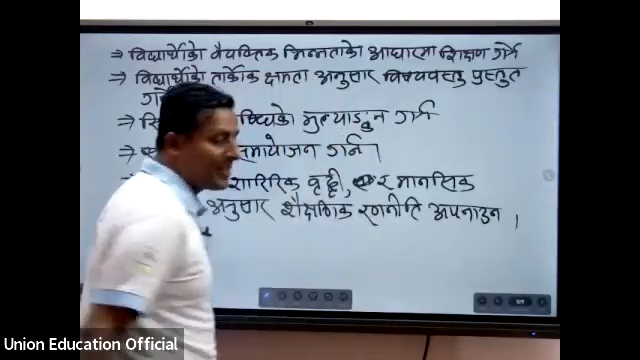 ⇒ विद्यार्थीको वैयक्तिक भिन्नताको आधारमा शिक्षण गर्न
⇒ विद्यार्थीको तार्किक क्षमता अनुसार विषयवस्तु प्रस्तुत
⇒ मुल्याङ्कन गर्न
⇒ समायोजन गर्न।
शारिरिक वृद्धी, र मानसिक
अनुसार शैक्षणिक रणनीति अपनाउन ।
Union Education Official